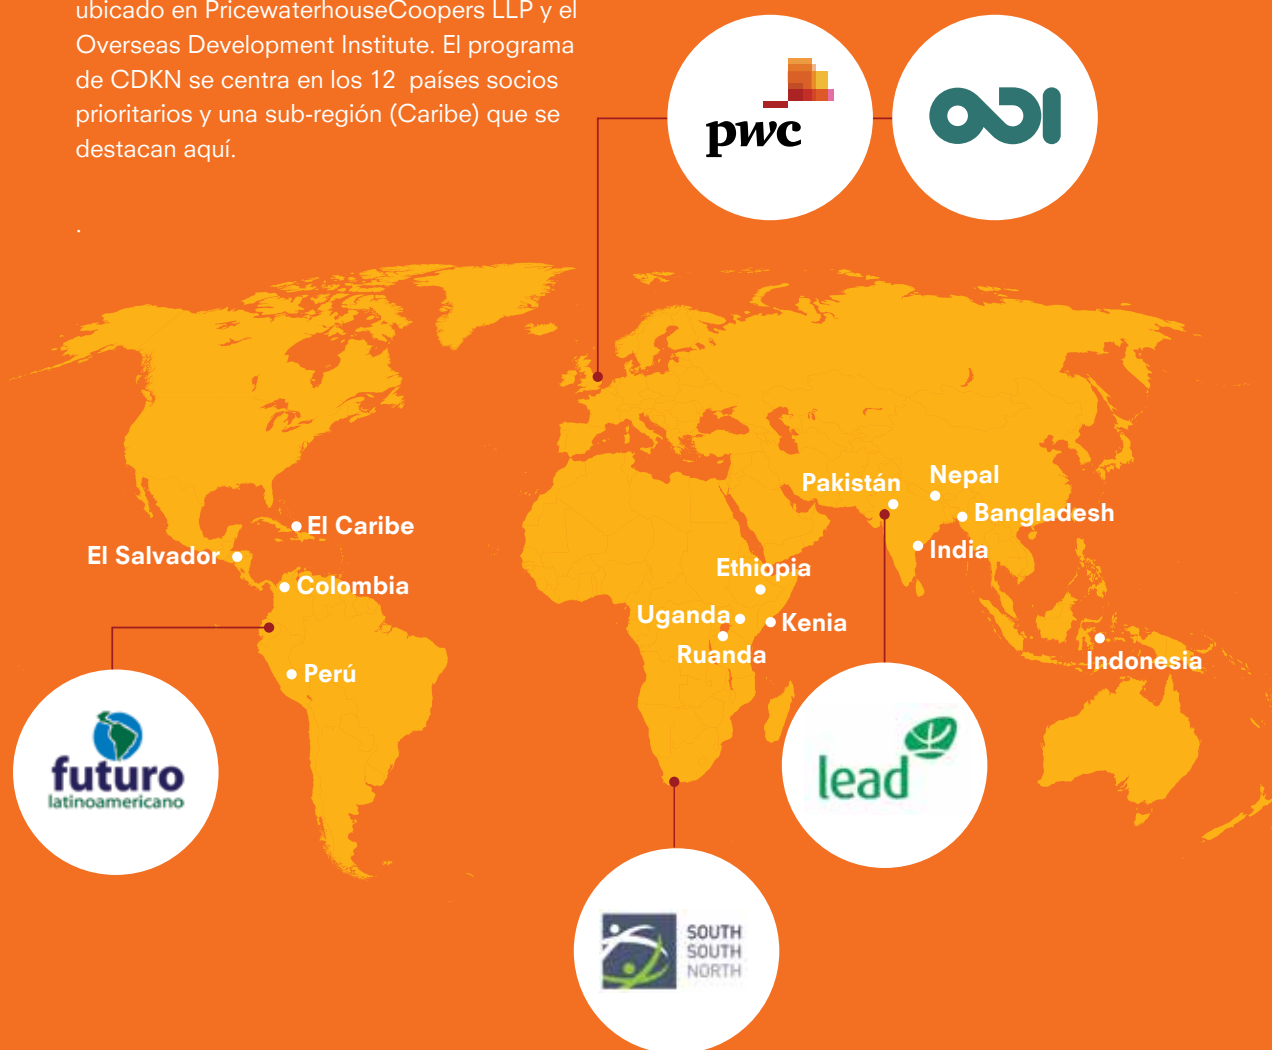 ubicado en PricewaterhouseCoopers LLP y el
Overseas Development Institute. El programa
de CDKN se centra en los 12 países socios
prioritarios y una sub-región (Caribe) que se
destacan aquí.
.
pwc
ODI
Pakistán
Nepal
Bangladesh
India
El Caribe
El Salvador
Colombia
Ethiopia
Uganda
Kenia
Ruanda
Perú
Indonesia
futuro
latinoamericano
lead
SOUTH
SOUTH
NORTH